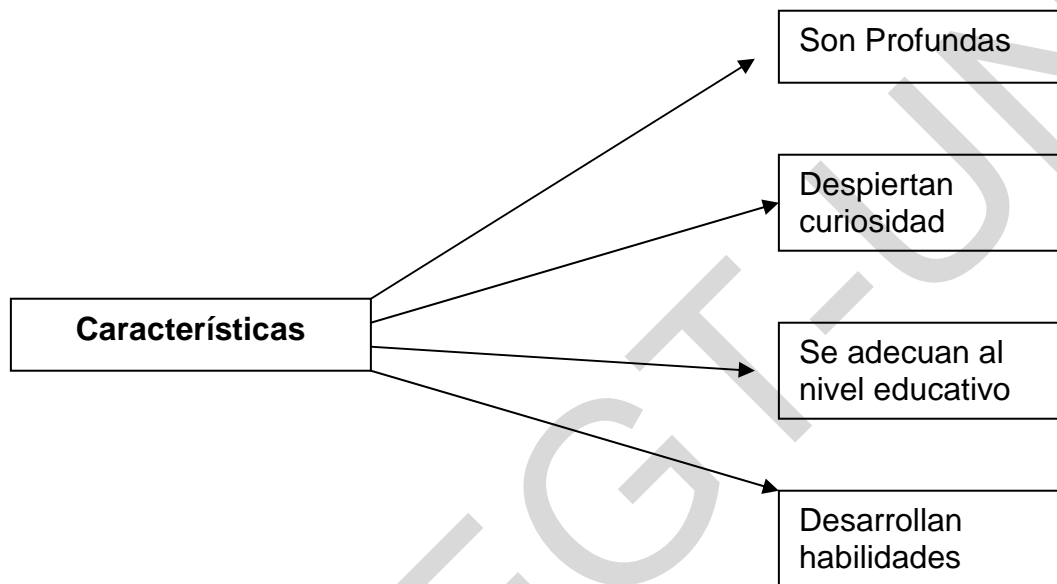 Son Profundas
Despiertan
curiosidad
Características
Se adecuan al
nivel educativo
Desarrollan
habilidades